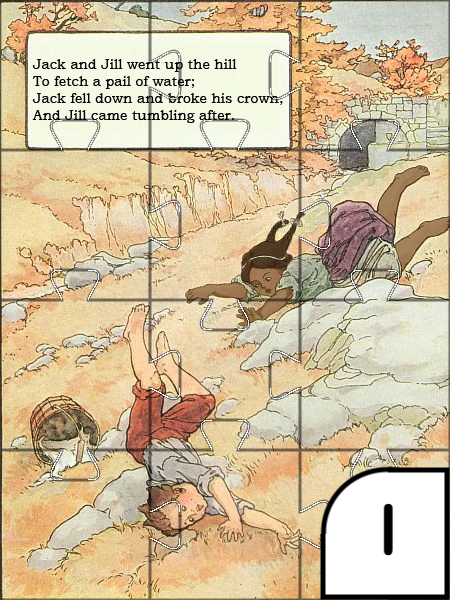 Jack and Jill went up the hill
To fetch a pail of water;
Jack fell down and broke his crown,
And Jill came tumbling after.
I